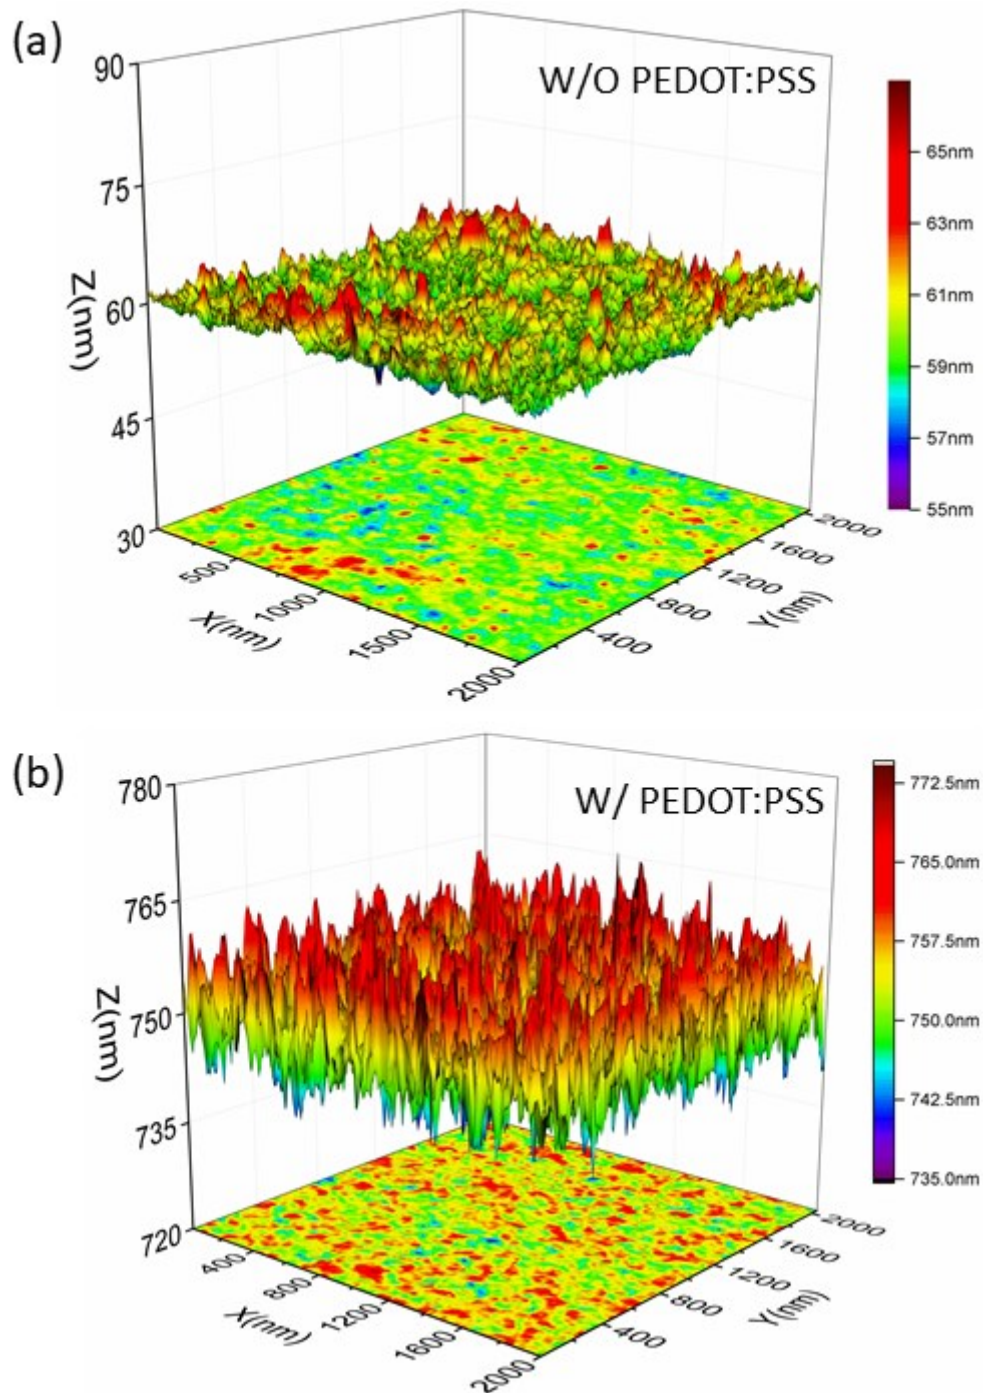 (a)
W/O PEDOT:PSS
90
75
60
45
30
Z(nm)
500
1000
1500
2000
X(nm)
400
800
1200
1600
2000
Y(nm)
65nm
63nm
61nm
59nm
57nm
55nm
(b)
W/ PEDOT:PSS
780
765
750
735
720
Z(nm)
400
800
1200
1600
2000
X(nm)
400
800
1200
1600
2000
Y(nm)
772.5nm
765.0nm
757.5nm
750.0nm
742.5nm
735.0nm